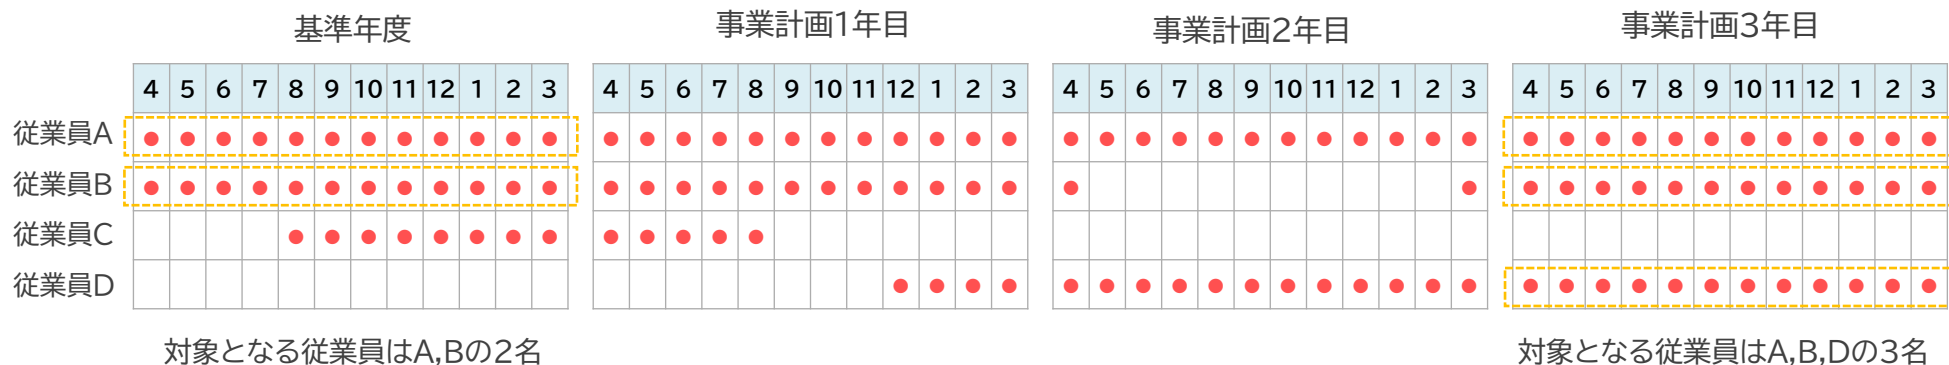 基準年度 事業計画1年目 事業計画2年目 事業計画3年目
4 5 6 7 8 9 10 11 12 1 2 3 4 5 6 7 8 9 10 11 12 1 2 3 4 5 6 7 8 9 10 11 12 1 2 3 4 5 6 7 8 9 10 11 12 1 2 3
従業員A
従業員B
従業員C
従業員D
対象となる従業員はA,Bの2名 対象となる従業員はA,B,Dの3名